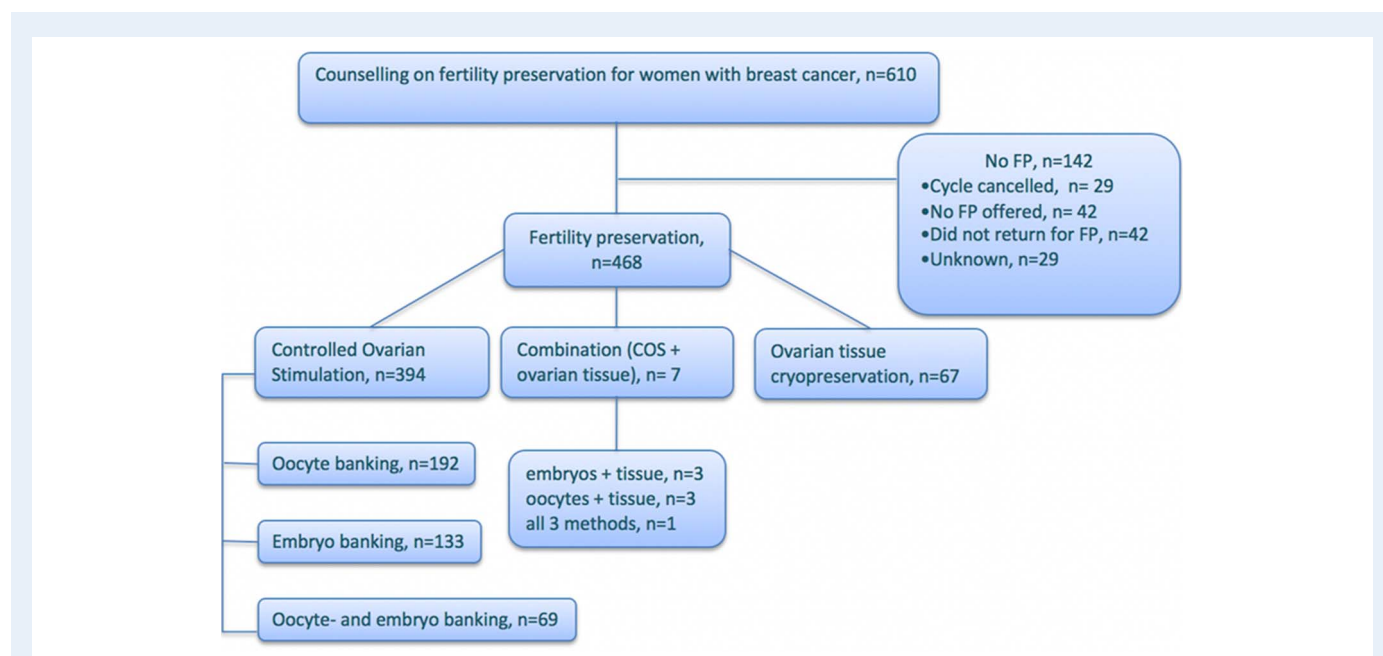 Counselling on fertility preservation for women with breast cancer, n=610
No FP, n=142
•Cycle cancelled, n= 29
•No FP offered, n= 42
•Did not return for FP, n=42
•Unknown, n=29
Fertility preservation,
n=468
Controlled Ovarian
Stimulation, n=394
Combination (COS +
ovarian tissue), n= 7
Ovarian tissue
cryopreservation, n=67
Oocyte banking, n=192
Embryo banking, n=133
Oocyte- and embryo banking, n=69
embryos + tissue, n=3
oocytes + tissue, n=3
all 3 methods, n=1